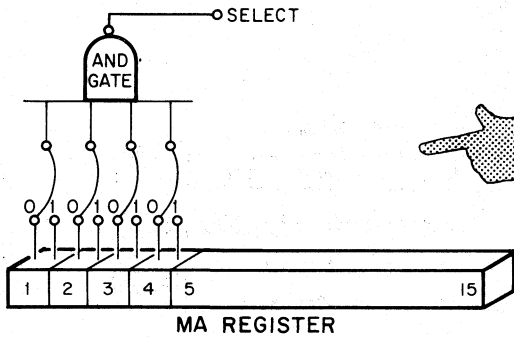 SELECT
AND
GATE
0 1 0 1 0 1 0 1
1 2 3 4 5 15
MA REGISTER